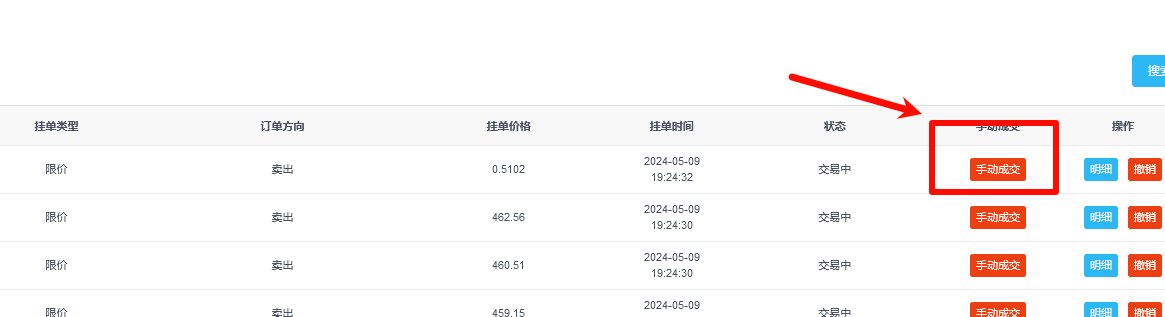 搜索
挂单类型 订单方向 挂单价格 挂单时间 状态 手动成交 操作
限价 卖出 0.5102 2024-05-09 19:24:32 交易中 手动成交 明细 撤销
限价 卖出 462.56 2024-05-09 19:24:30 交易中 手动成交 明细 撤销
限价 卖出 460.51 2024-05-09 19:24:30 交易中 手动成交 明细 撤销
限价 卖出 459.15 2024-05-09 交易中 手动成交 明细 撤销